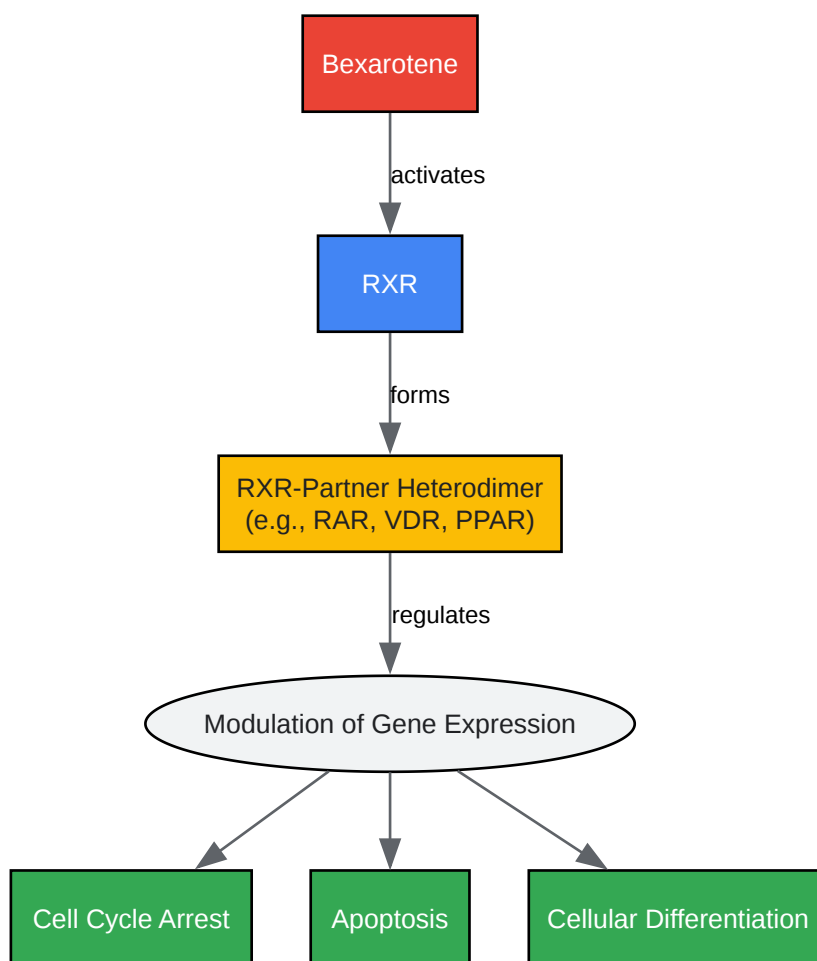 Bexarotene
activates
RXR
forms
RXR-Partner Heterodimer
(e.g., RAR, VDR, PPAR)
regulates
Modulation of Gene Expression
Cell Cycle Arrest
Apoptosis
Cellular Differentiation